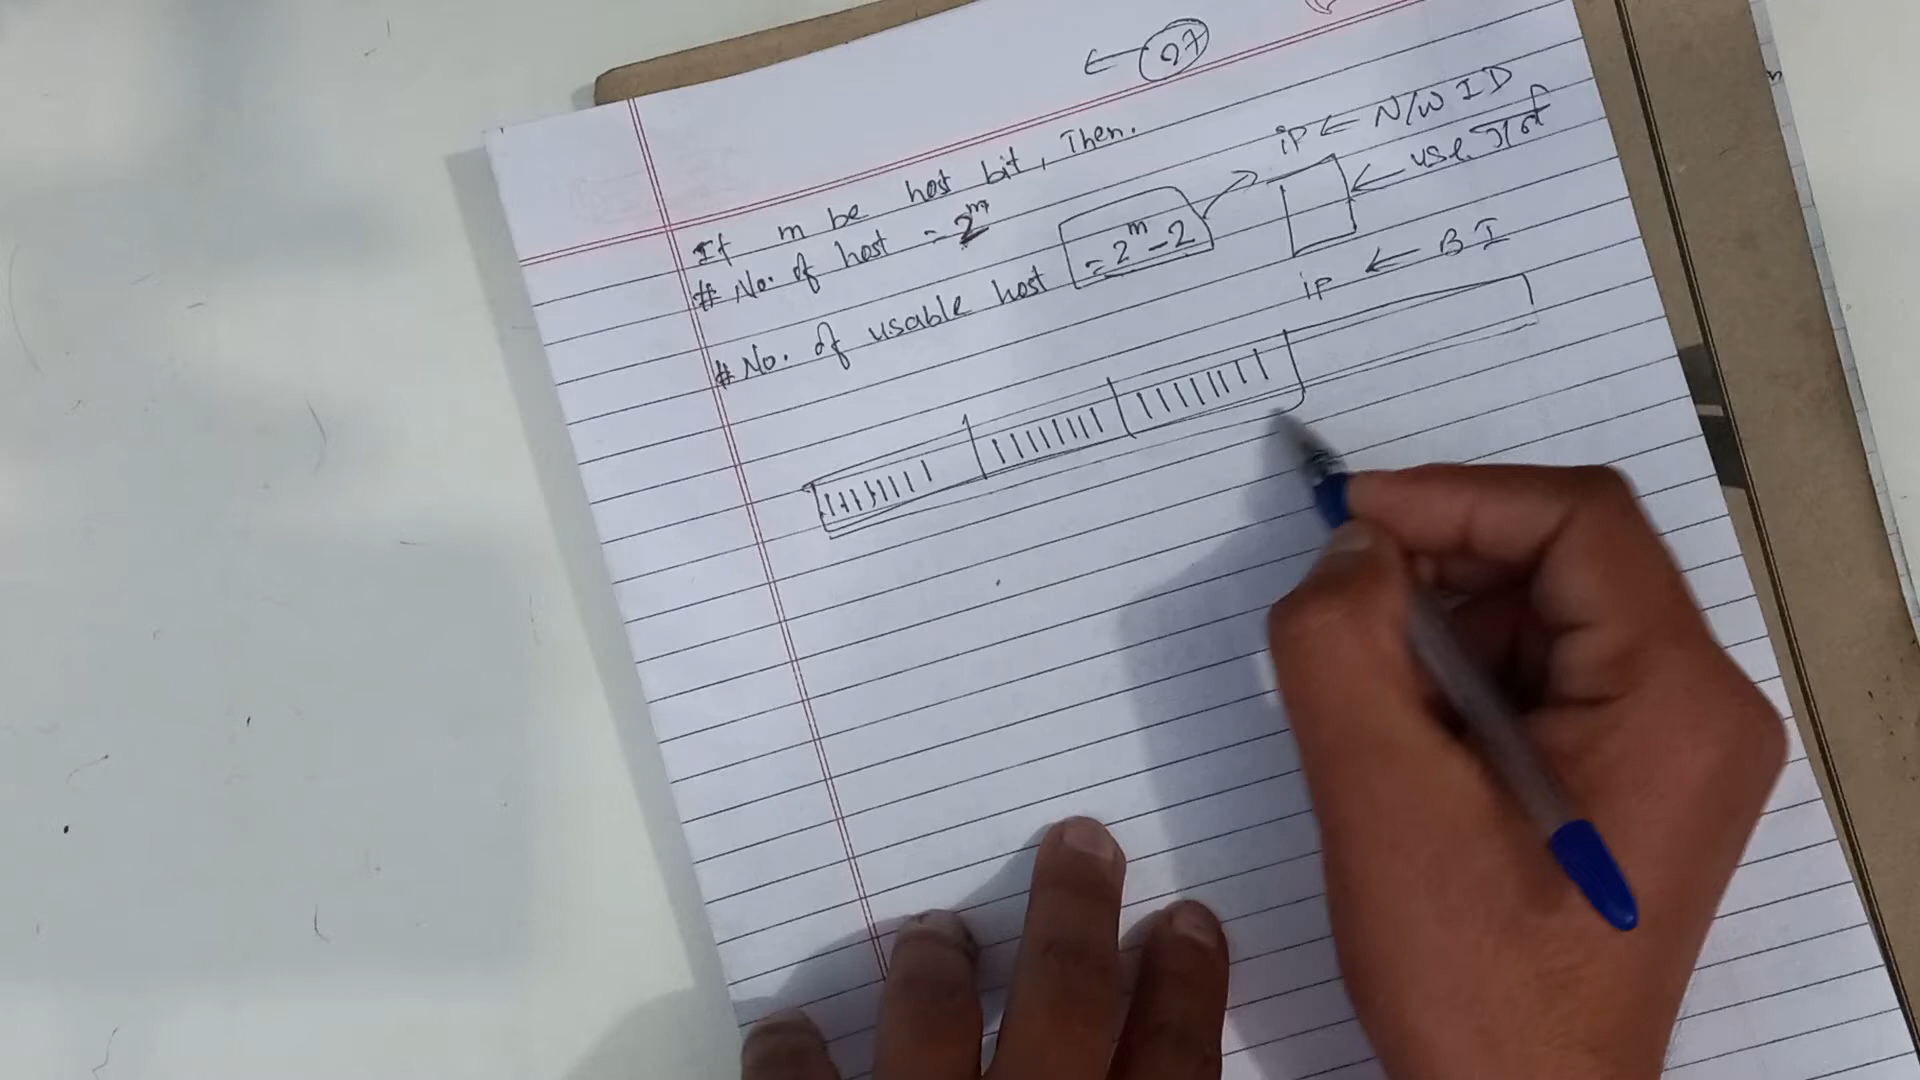 ← 27
If m be host bit, Then.
# No. of host = 2^m
# No. of usable host = 2^m - 2
ip ← N/W ID
← use
ip ← B I